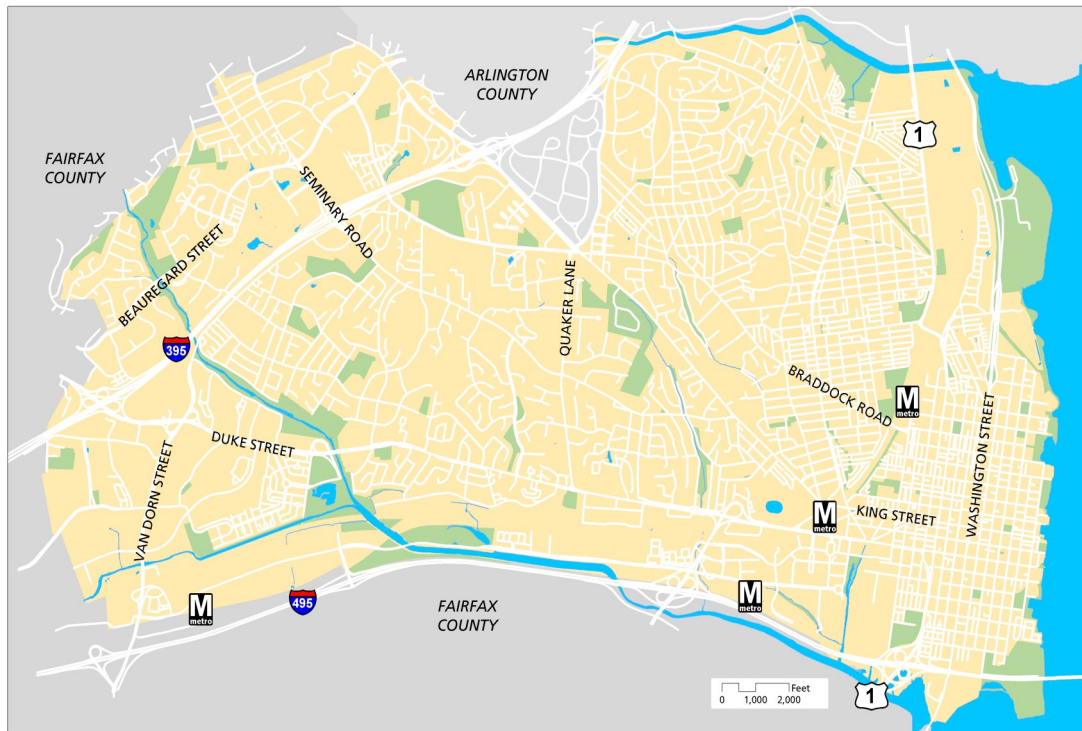 ARLINGTON
COUNTY
1
FAIRFAX
COUNTY
SEMINARY ROAD
BEAUREGARD STREET
QUAKER LANE
395
BRADDOCK ROAD
M
metro
WASHINGTON STREET
DUKE STREET
VAN DORN STREET
M
metro
KING STREET
M
metro
495
M
metro
FAIRFAX
COUNTY
Feet
0 1,000 2,000
1